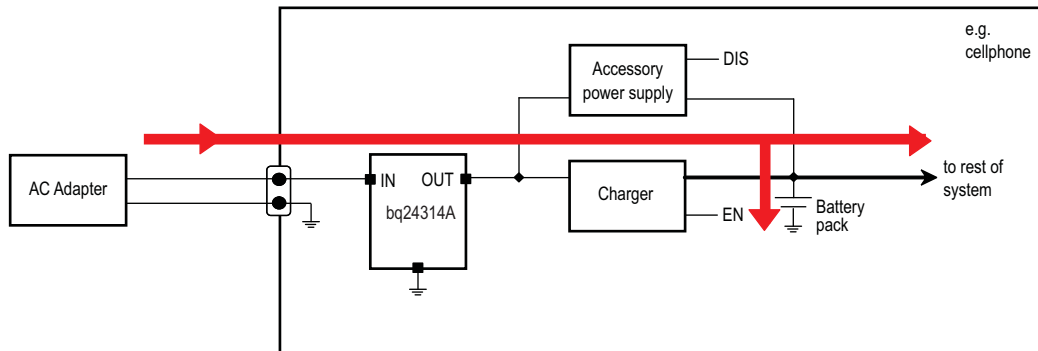 e.g.
cellphone
Accessory
power supply
DIS
AC Adapter
IN
OUT
bq24314A
Charger
EN
to rest of
system
Battery
pack